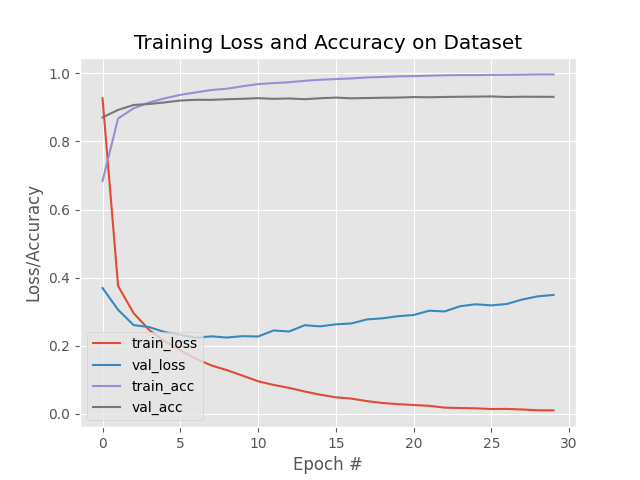 Training Loss and Accuracy on Dataset
1.0
0.8
0.6
0.4
0.2
0.0
Loss/Accuracy
train_loss
val_loss
train_acc
val_acc
0 5 10 15 20 25 30
Epoch #